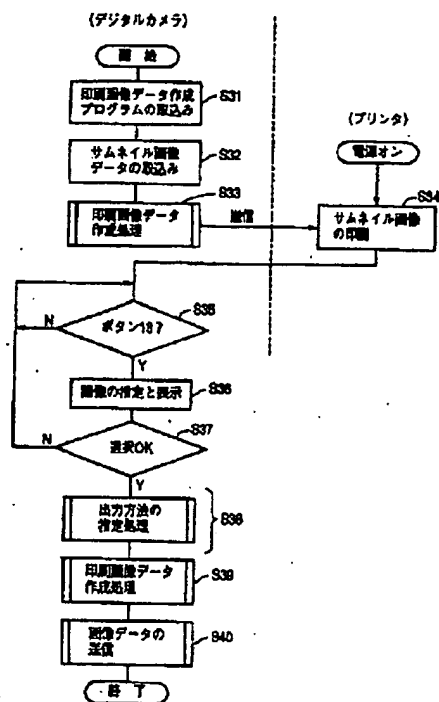 (デジタルカメラ)
開始
印刷画像データ作成
プログラムの取込み
S31
サムネイル画像
データの取込み
S32
印刷画像データ
作成処理
S33
送信
(プリンタ)
電源オン
サムネイル画像
の印刷
S34
ボタン18?
S35
N
Y
画像の指定と表示
S36
選択OK
S37
N
Y
出力方法の
指定処理
S38
印刷画像データ
作成処理
S39
画像データの
送信
S40
終了